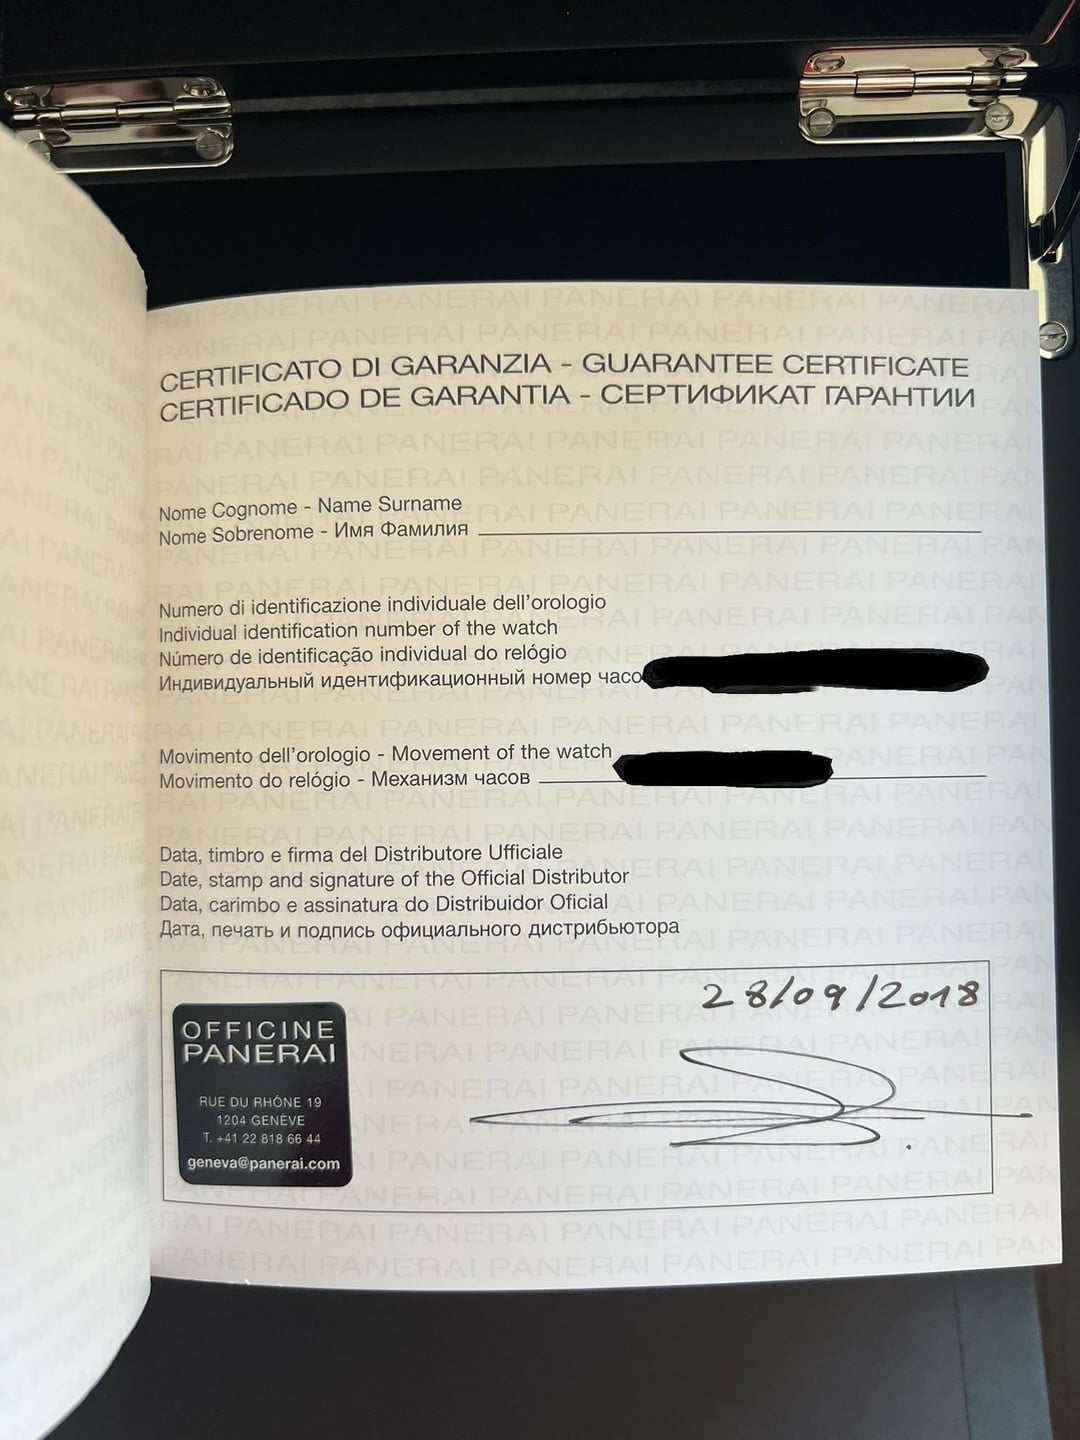 CERTIFICATO DI GARANZIA - GUARANTEE CERTIFICATE
CERTIFICADO DE GARANTIA - СЕРТИФИКАТ ГАРАНТИИ
Nome Cognome - Name Surname
Nome Sobrenome - Имя Фамилия
Numero di identificazione individuale dell'orologio
Individual identification number of the watch
Número de identificação individual do relógio
Индивидуальный идентификационный номер часо
Movimento dell'orologio - Movement of the watch
Movimento do relógio - Механизм часов
Data, timbro e firma del Distributore Ufficiale
Date, stamp and signature of the Official Distributor
Data, carimbo e assinatura do Distribuidor Oficial
Дата, печать и подпись официального дистрибьютора
28/09/2018
OFFICINE
PANERAI
RUE DU RHÔNE 19
1204 GENÈVE
T. +41 22 818 66 44
geneva@panerai.com